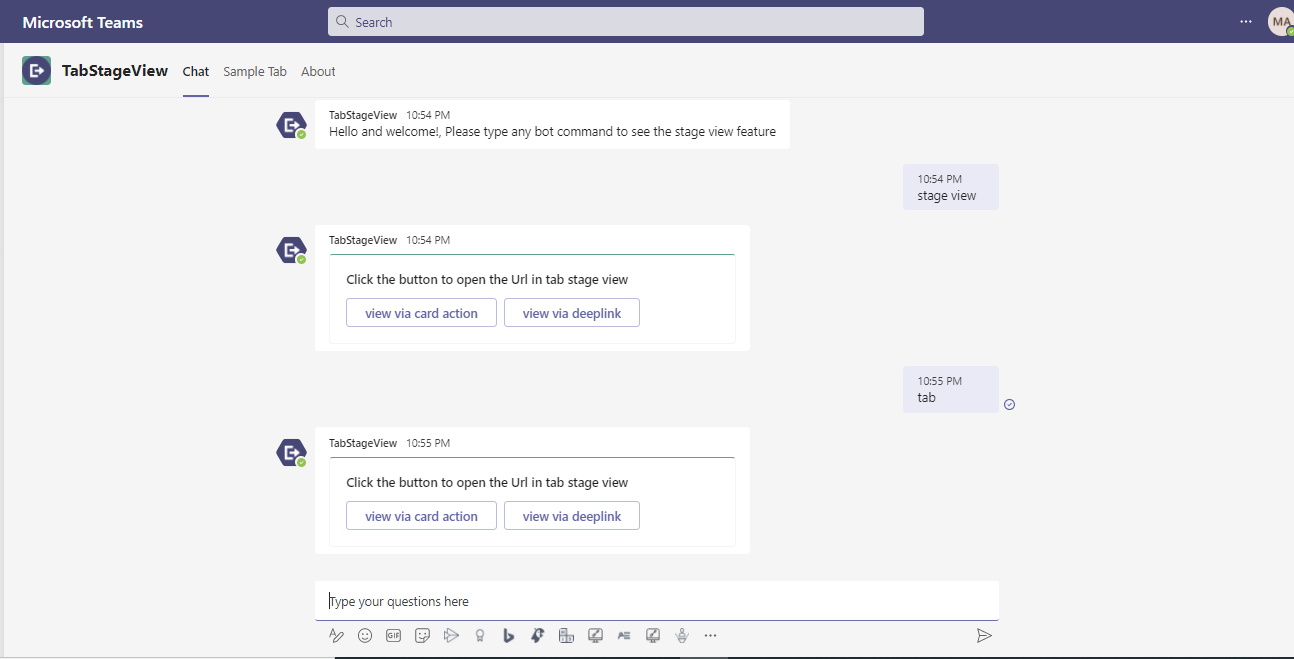 Microsoft Teams
Search
MA
TabStageView Chat Sample Tab About
TabStageView 10:54 PM
Hello and welcome!, Please type any bot command to see the stage view feature
10:54 PM
stage view
TabStageView 10:54 PM
Click the button to open the Url in tab stage view
view via card action view via deeplink
10:55 PM
tab
TabStageView 10:55 PM
Click the button to open the Url in tab stage view
view via card action view via deeplink
Type your questions here
GIF